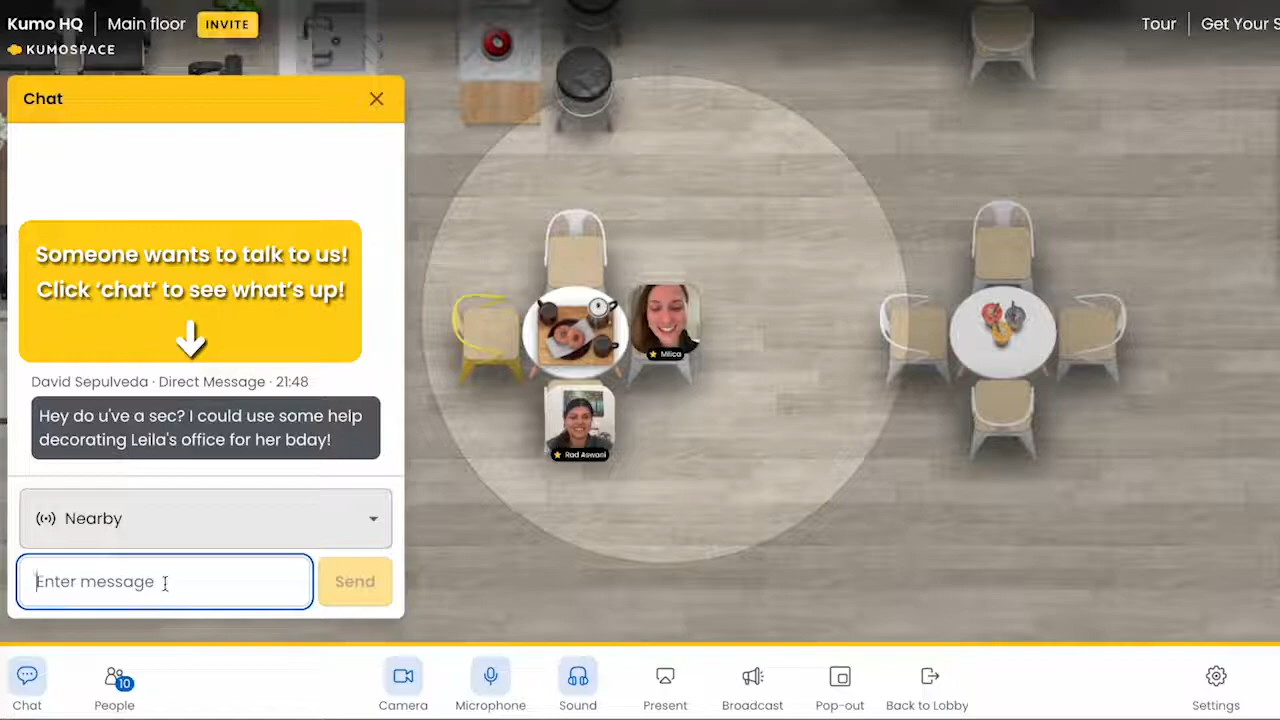 Kumo HQ Main floor INVITE
Tour Get Your S
KUMOSPACE
Chat
Someone wants to talk to us!
Click ‘chat’ to see what’s up!
David Sepulveda · Direct Message · 21:48
Hey do u've a sec? I could use some help
decorating Leila's office for her bday!
Nearby
Enter message
Send
Milica
Rad Aswani
Chat
10
People
Camera
Microphone
Sound
Present
Broadcast
Pop-out
Back to Lobby
Settings